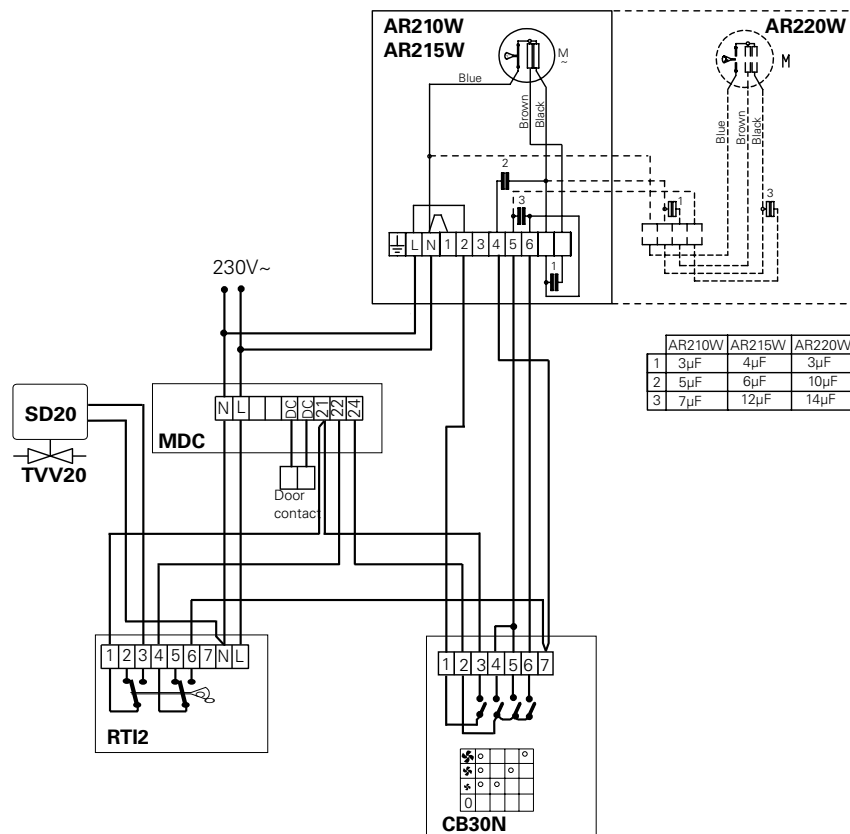 AR210W
AR215W
AR220W
M
~
M
Blue
Brown
Black
Blue
Brown
Black
2
3
1
3
1
L N 1 2 3 4 5 6
230V~
AR210W AR215W AR220W
1 3µF 4µF 3µF
2 5µF 6µF 10µF
3 7µF 12µF 14µF
SD20
TVV20
N L DC DC 21 22 24
MDC
Door
contact
1 2 3 4 5 6 7 N L
RTI2
1 2 3 4 5 6 7
0
CB30N